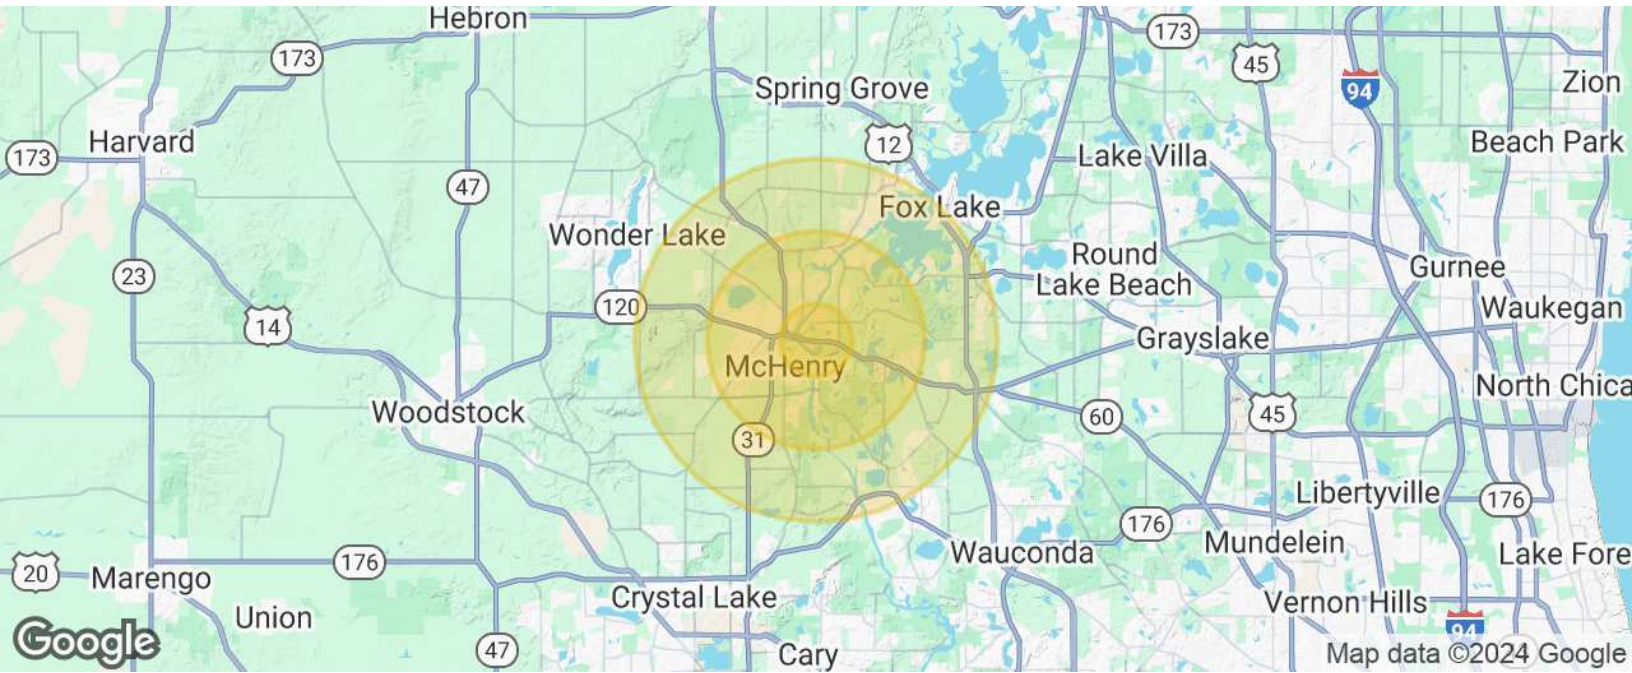 Hebron
173
173
45
Spring Grove
94
Zion
12
Harvard
Beach Park
173
Lake Villa
47
Fox Lake
Wonder Lake
Round
Lake Beach
Gurnee
23
120
Waukegan
14
Grayslake
McHenry
North Chica
Woodstock
60
45
31
Libertyville
176
176
Wauconda
Mundelein
Lake Fore
176
20
Marengo
Crystal Lake
Vernon Hills
Union
94
Google
47
Cary
Map data ©2024 Google